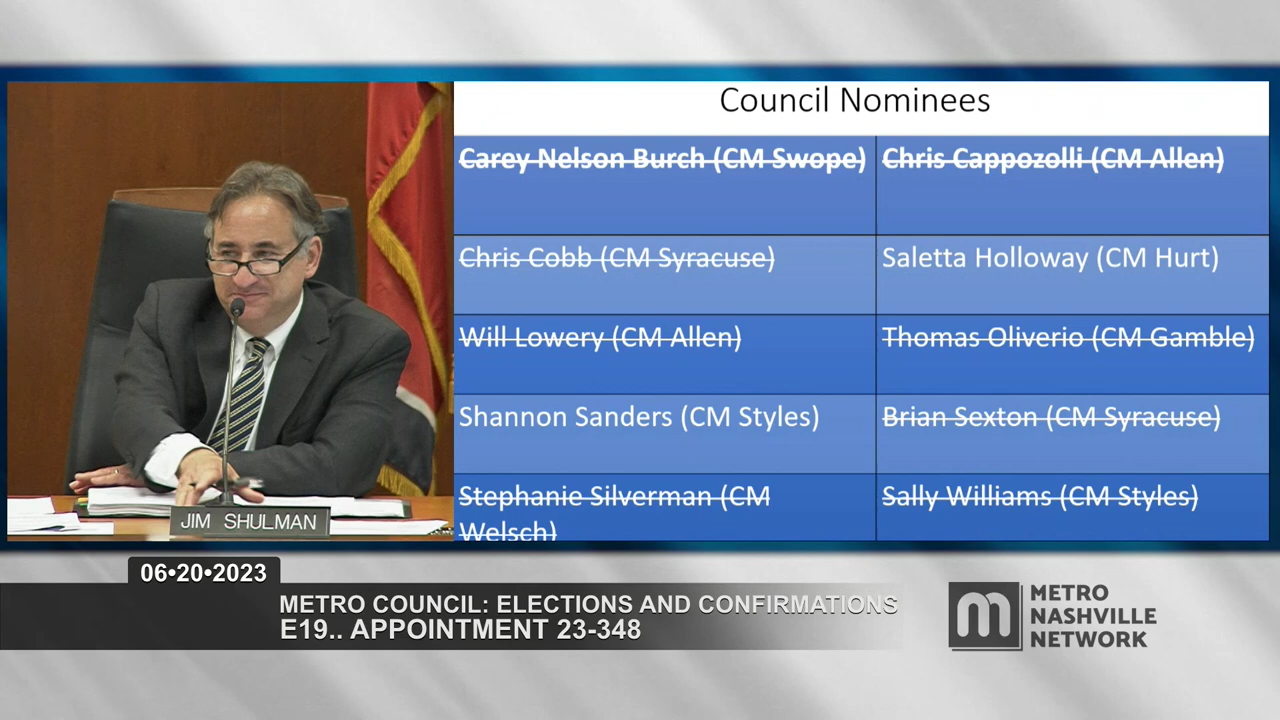 Council Nominees
Carey Nelson Burch (CM Swope)
Chris Cappozolli (CM Allen)
Chris Cobb (CM Syracuse)
Saletta Holloway (CM Hurt)
Will Lowery (CM Allen)
Thomas Oliverio (CM Gamble)
Shannon Sanders (CM Styles)
Brian Sexton (CM Syracuse)
Stephanie Silverman (CM
Welsch)
Sally Williams (CM Styles)
JIM SHULMAN
06•20•2023
METRO COUNCIL: ELECTIONS AND CONFIRMATIONS
E19.. APPOINTMENT 23-348
m
METRO
NASHVILLE
NETWORK